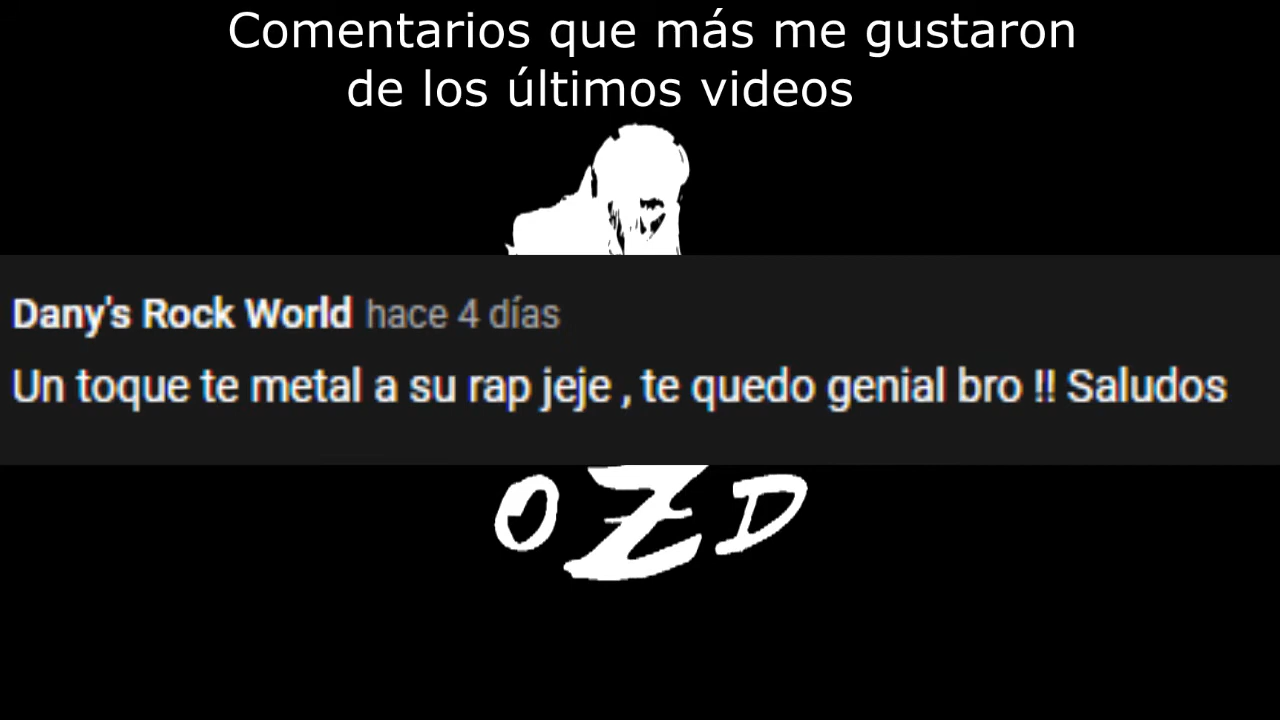 Comentarios que más me gustaron
de los últimos videos
Dany's Rock World hace 4 días
Un toque te metal a su rap jeje , te quedo genial bro !! Saludos
OZD